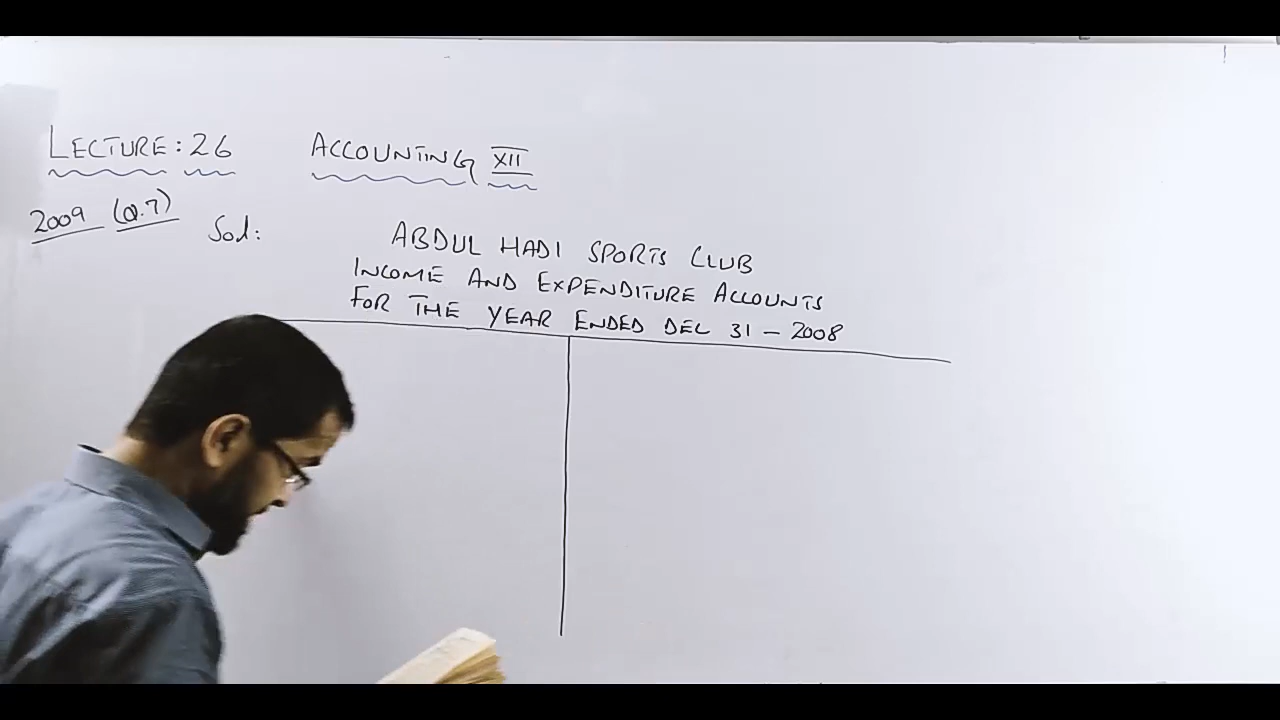 LECTURE: 26 ACCOUNTING XII
2009 (Q.7) Sol:
ABDUL HADI SPORTS CLUB
INCOME AND EXPENDITURE ACCOUNTS
FOR THE YEAR ENDED DEC 31 - 2008